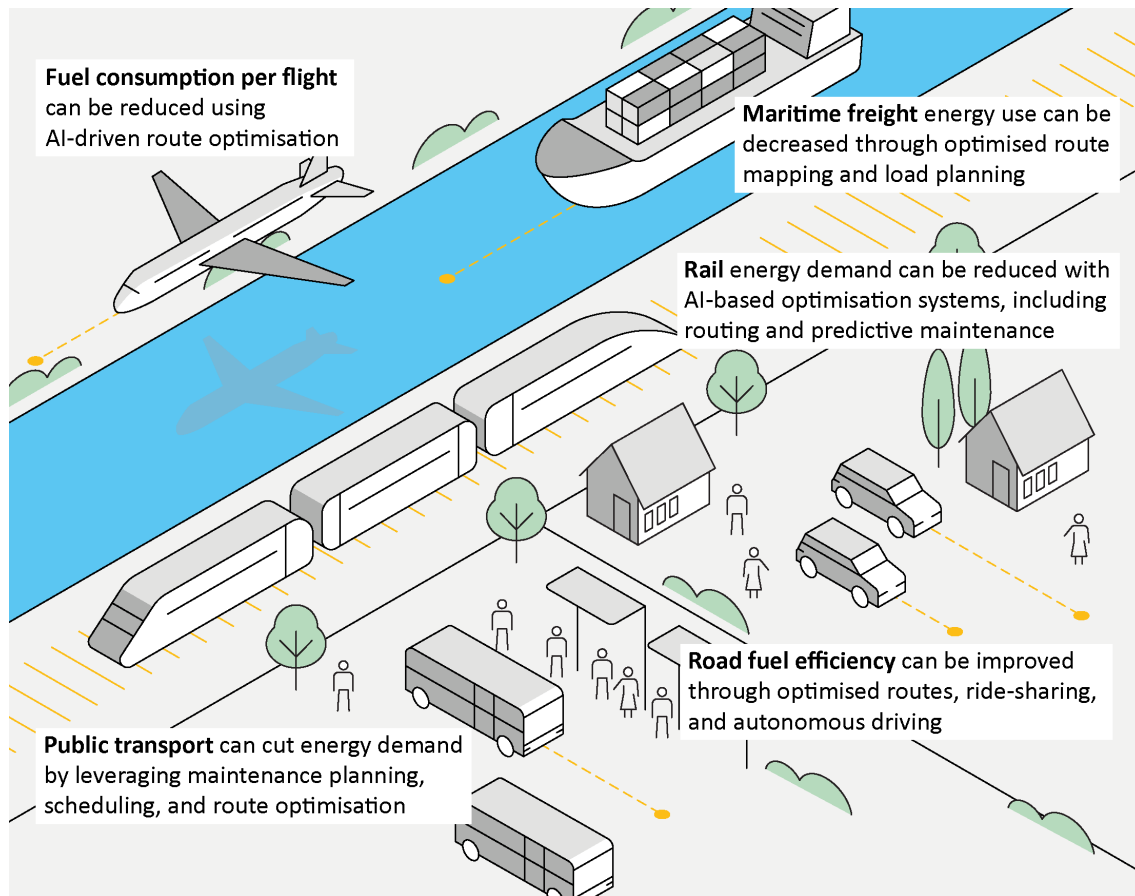 Fuel consumption per flight
can be reduced using
AI-driven route optimisation
Maritime freight energy use can be
decreased through optimised route
mapping and load planning
Rail energy demand can be reduced with
AI-based optimisation systems, including
routing and predictive maintenance
Road fuel efficiency can be improved
through optimised routes, ride-sharing,
and autonomous driving
Public transport can cut energy demand
by leveraging maintenance planning,
scheduling, and route optimisation